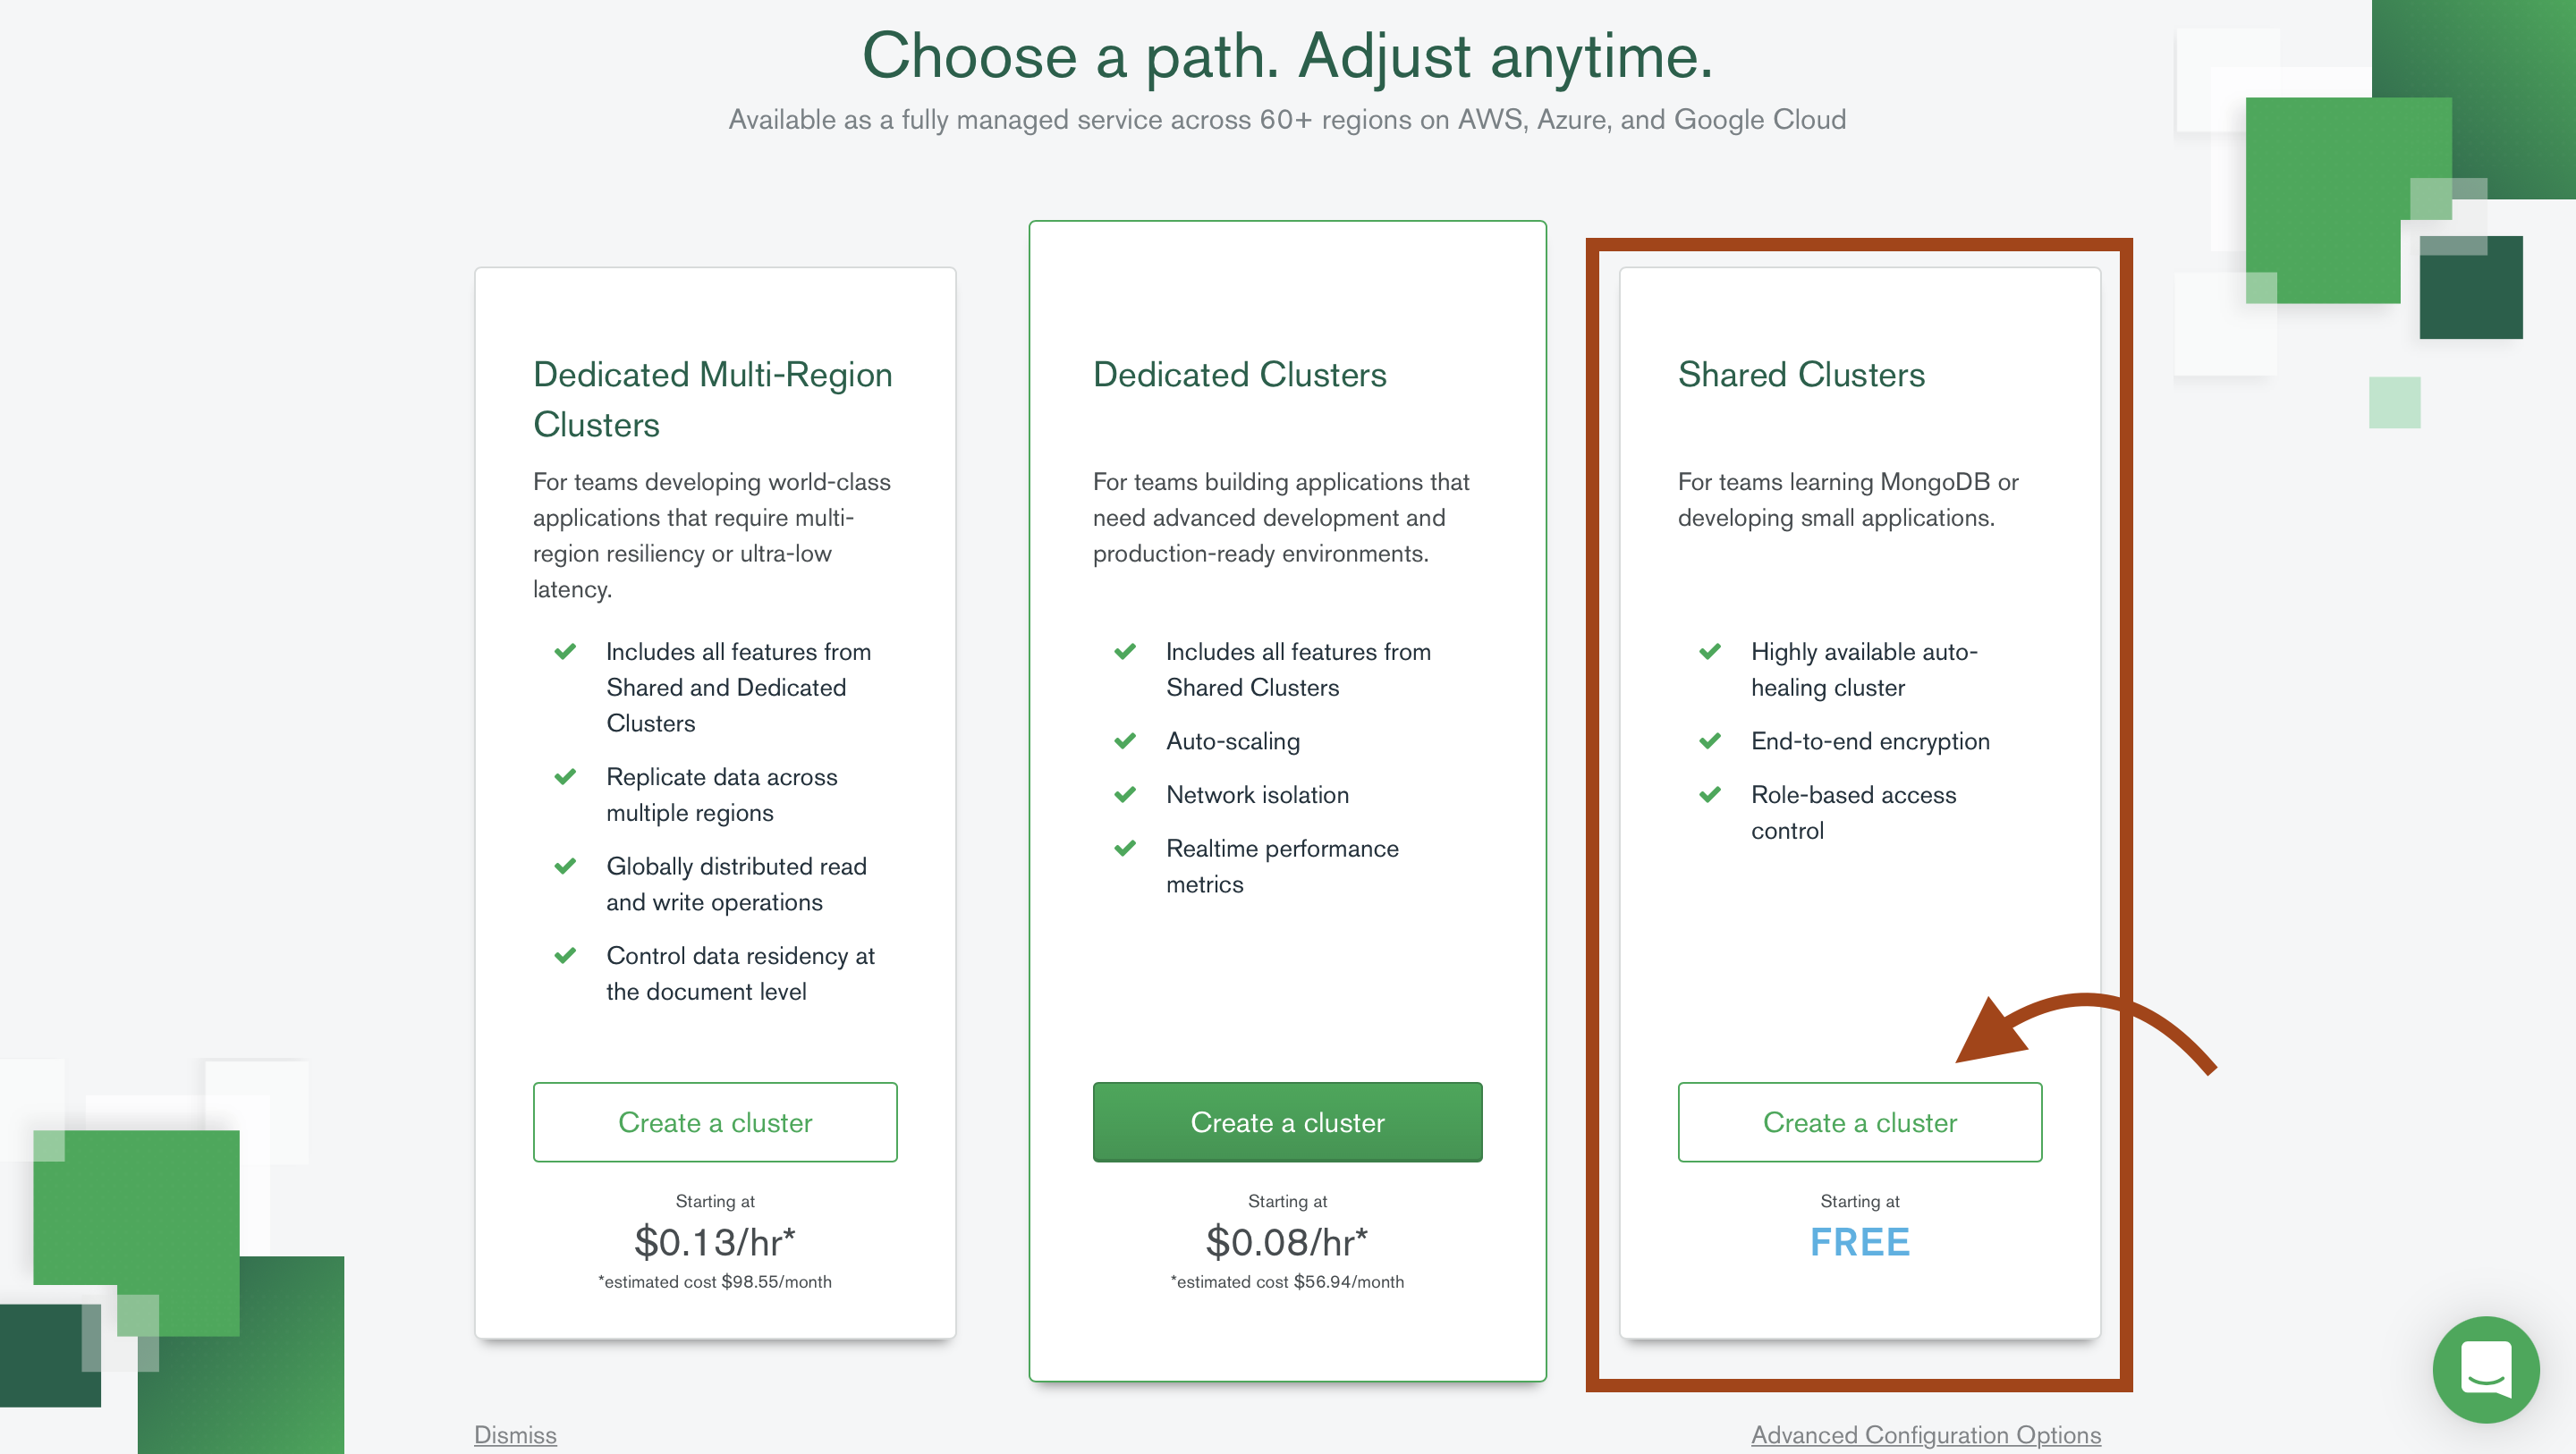 Choose a path. Adjust anytime.
Available as a fully managed service across 60+ regions on AWS, Azure, and Google Cloud
Dedicated Multi-Region
Clusters
For teams developing world-class
applications that require multi-
region resiliency or ultra-low
latency.
Includes all features from
Shared and Dedicated
Clusters
Replicate data across
multiple regions
Globally distributed read
and write operations
Control data residency at
the document level
Create a cluster
Starting at
$0.13/hr*
*estimated cost $98.55/month
Dedicated Clusters
For teams building applications that
need advanced development and
production-ready environments.
Includes all features from
Shared Clusters
Auto-scaling
Network isolation
Realtime performance
metrics
Create a cluster
Starting at
$0.08/hr*
*estimated cost $56.94/month
Shared Clusters
For teams learning MongoDB or
developing small applications.
Highly available auto-
healing cluster
End-to-end encryption
Role-based access
control
Create a cluster
Starting at
FREE
Dismiss
Advanced Configuration Options